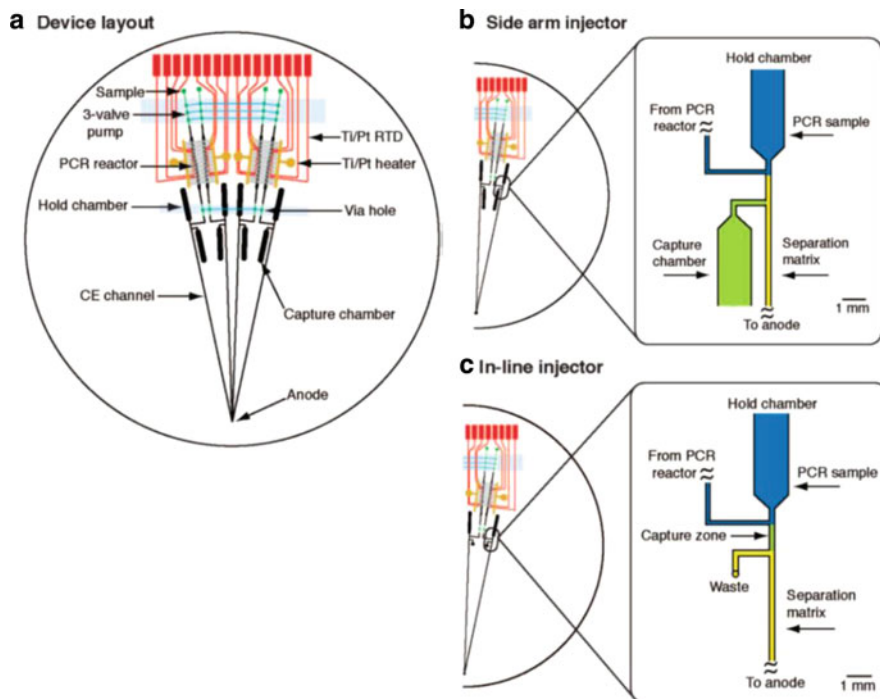 a Device layout
Sample
3-valve
pump
PCR reactor
Hold chamber
CE channel
Ti/Pt RTD
Ti/Pt heater
Via hole
Capture chamber
Anode
b Side arm injector
Hold chamber
From PCR
reactor
PCR sample
Capture
chamber
Separation
matrix
To anode
1 mm
c In-line injector
Hold chamber
From PCR
reactor
PCR sample
Capture zone
Waste
Separation
matrix
To anode
1 mm